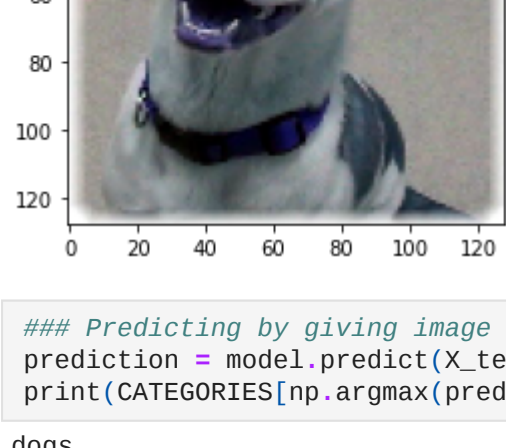 60
80
100
120
0 20 40 60 80 100 120
### Predicting by giving image
prediction = model.predict(X_te
print(CATEGORIES[np.argmax(pred
dogs